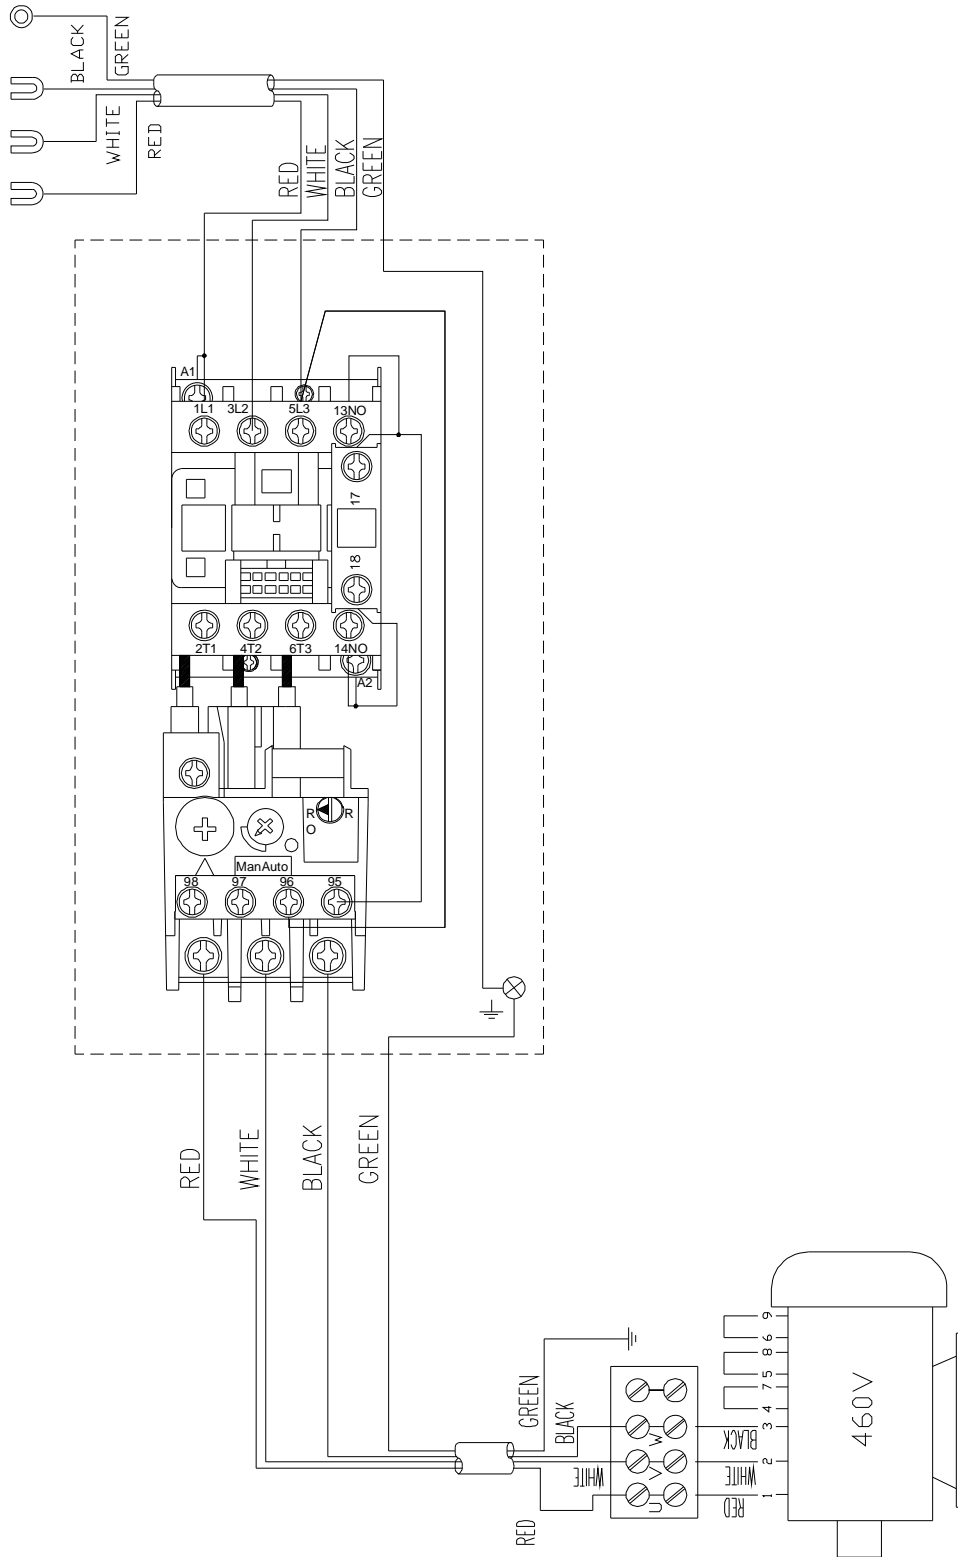 BLACK
GREEN
WHITE
RED
RED
WHITE
BLACK
GREEN
A1
1L1
3L2
5L3
13NO
17
18
2T1
4T2
6T3
14NO
A2
R
R
O
ManAuto
98
97
96
95
RED
WHITE
BLACK
GREEN
GREEN
BLACK
WHITE
RED
W
V
U
BLACK
WHITE
RED
9
6
8
5
7
4
3
2
1
460V